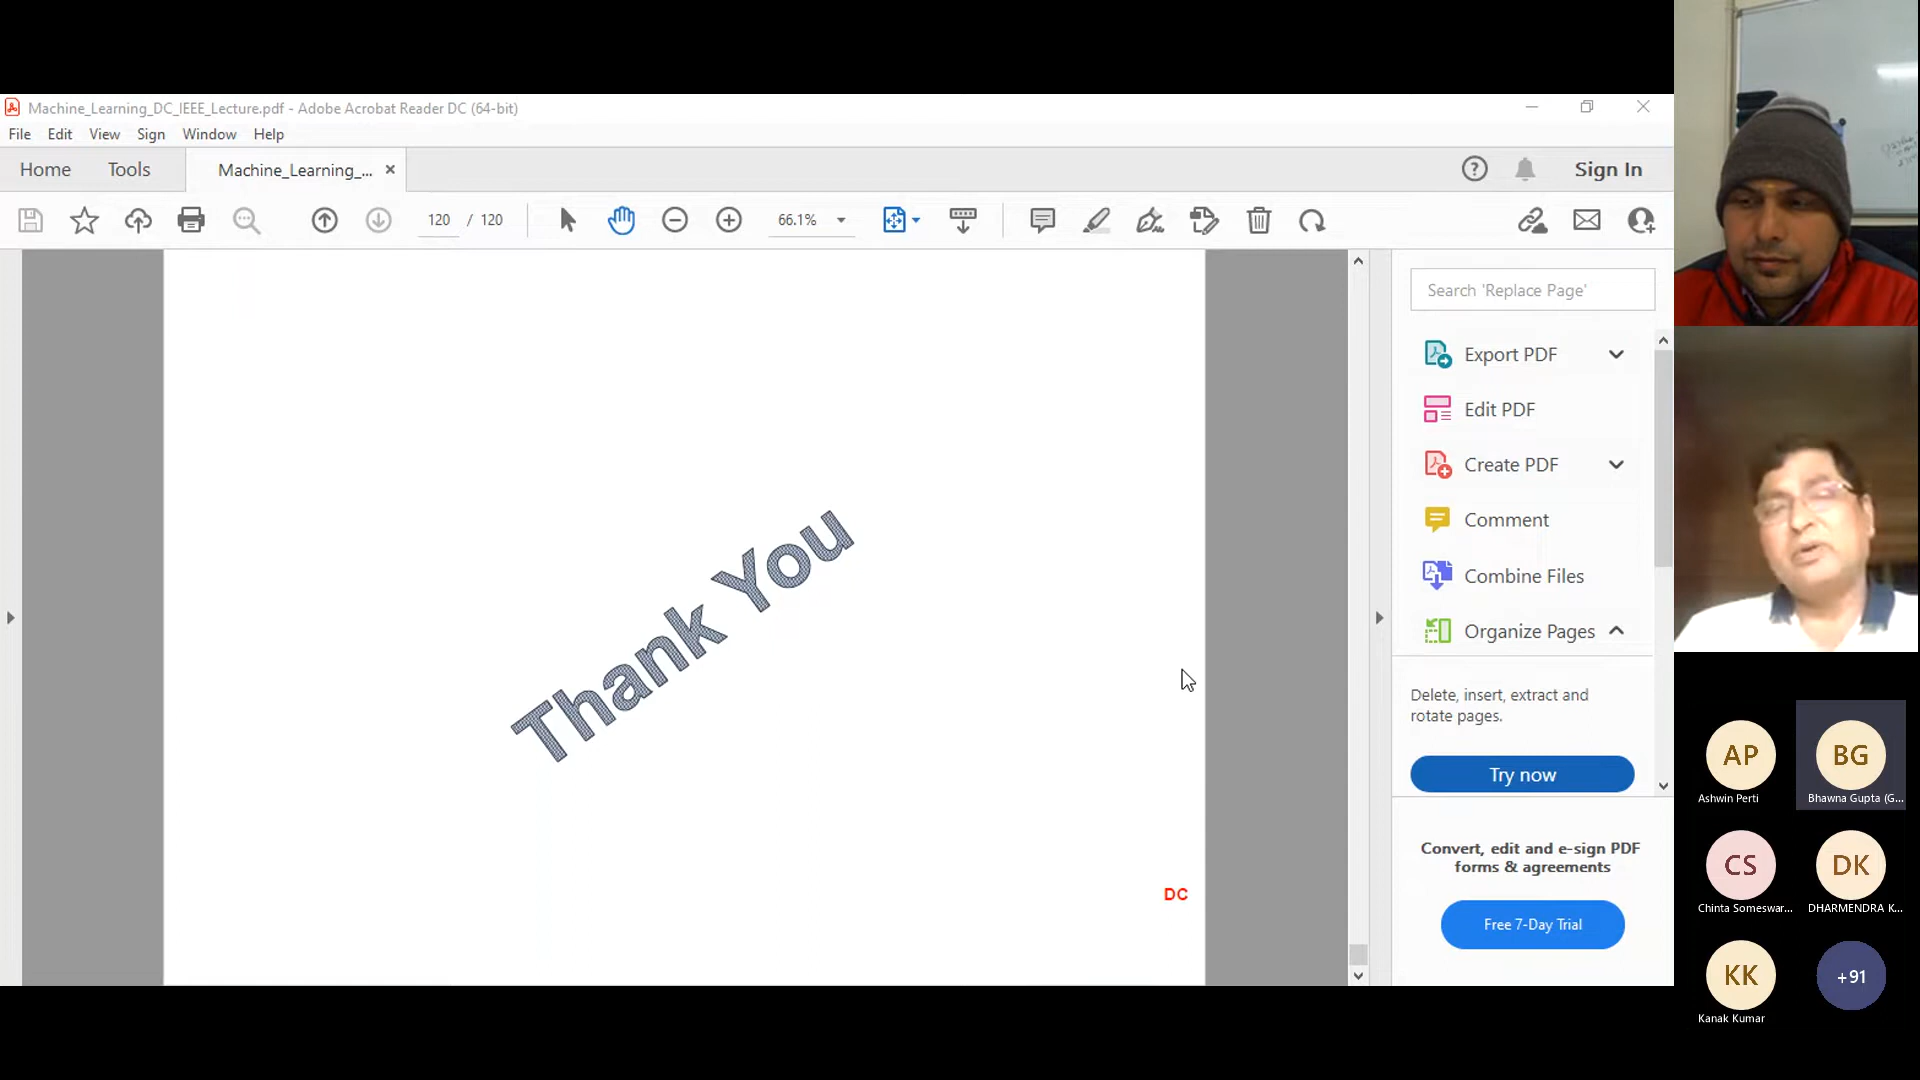 Machine_Learning_DC_IEEE_Lecture.pdf - Adobe Acrobat Reader DC (64-bit)
File Edit View Sign Window Help
Home Tools Machine_Learning_... Sign In
120 / 120 66.1%
Search 'Replace Page'
Export PDF
Edit PDF
Create PDF
Comment
Combine Files
Organize Pages
Delete, insert, extract and
rotate pages.
Try now
Convert, edit and e-sign PDF
forms & agreements
Free 7-Day Trial
Thank You
DC
AP BG
Ashwin Perti Bhawna Gupta (G...
CS DK
Chinta Someswar... DHARMENDRA K...
KK +91
Kanak Kumar